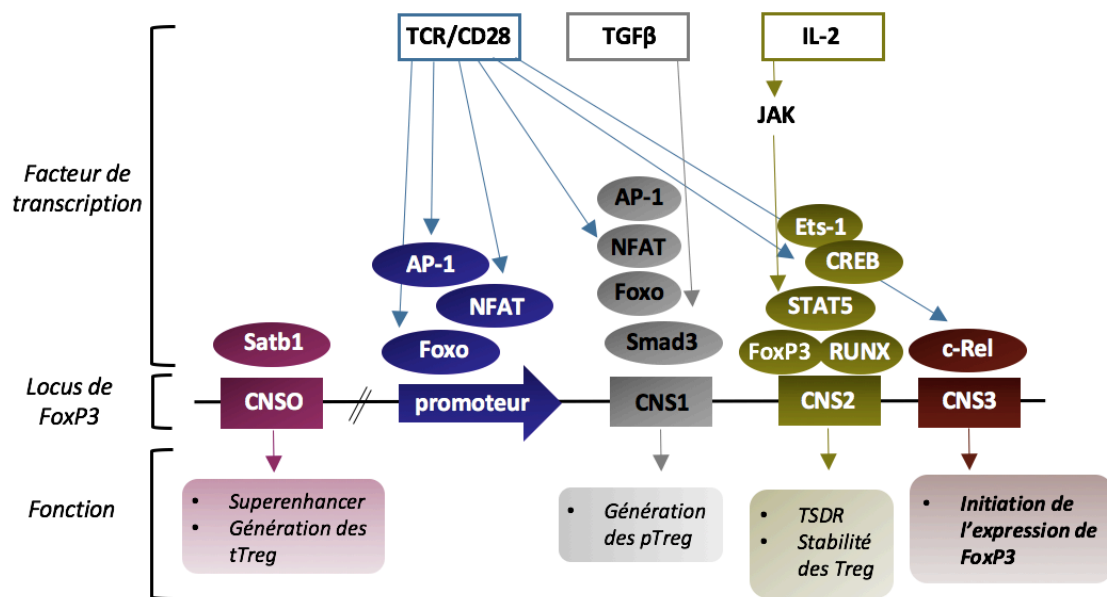 TCR/CD28
TGFβ
IL-2
JAK
Facteur de
transcription
AP-1
Ets-1
NFAT
CREB
AP-1
NFAT
Foxo
STAT5
Satb1
Foxo
Smad3
FoxP3
RUNX
c-Rel
Locus de
FoxP3
CNSO
promoteur
CNS1
CNS2
CNS3
Fonction
• Superenhancer
• Génération des
tTreg
• Génération
des pTreg
• TSDR
• Stabilité
des Treg
• Initiation de
l’expression de
FoxP3